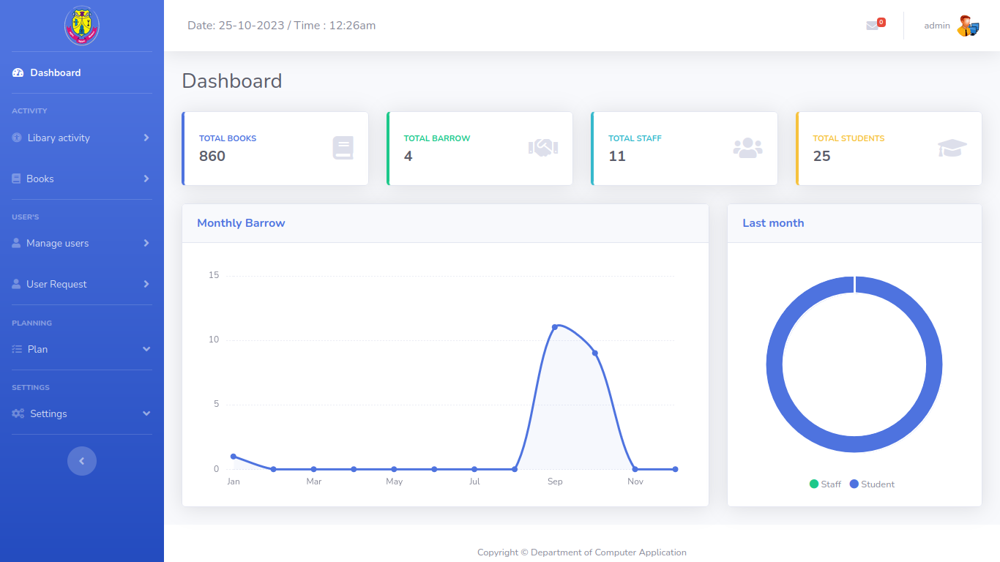 Date: 25-10-2023 / Time : 12:26am
0
admin
Dashboard
ACTIVITY
Libary activity
Books
USER'S
Manage users
User Request
PLANNING
Plan
SETTINGS
Settings
Dashboard
TOTAL BOOKS
860
TOTAL BARROW
4
TOTAL STAFF
11
TOTAL STUDENTS
25
Monthly Barrow
15
10
5
0
Jan Mar May Jul Sep Nov
Last month
Staff Student
Copyright © Department of Computer Application